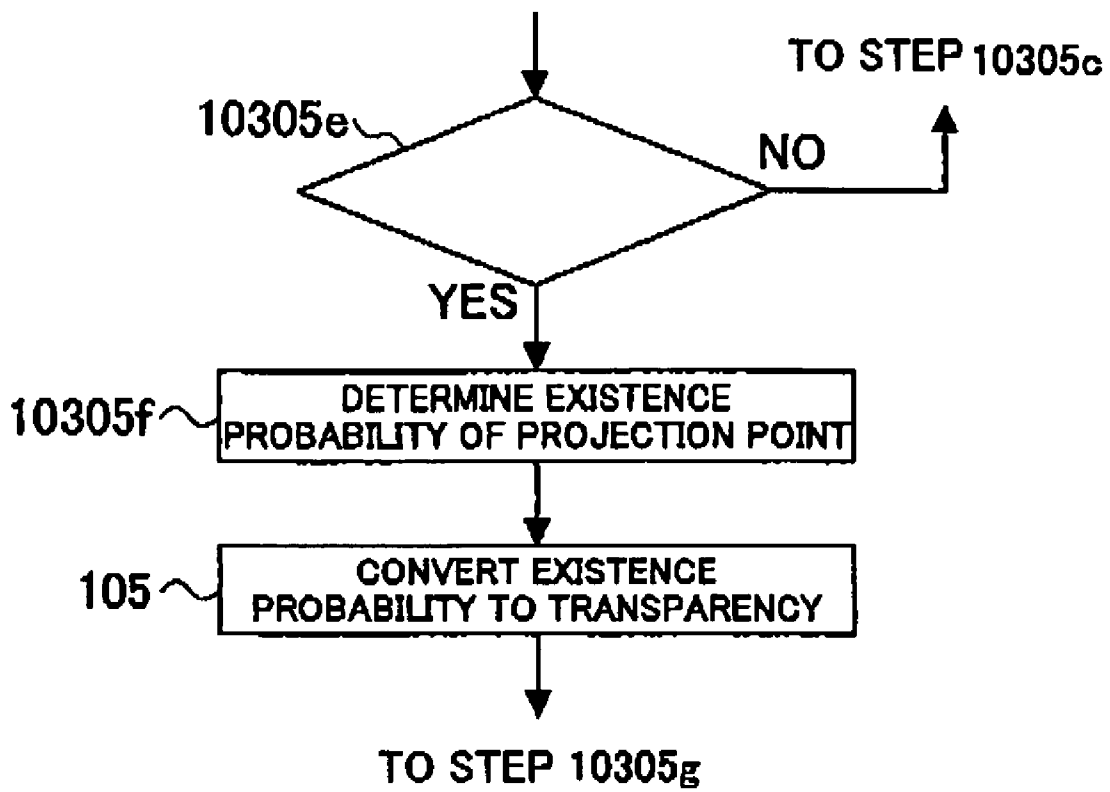 TO STEP 10305c
10305e
NO
YES
10305f
DETERMINE EXISTENCE
PROBABILITY OF PROJECTION POINT
105
CONVERT EXISTENCE
PROBABILITY TO TRANSPARENCY
TO STEP 10305g